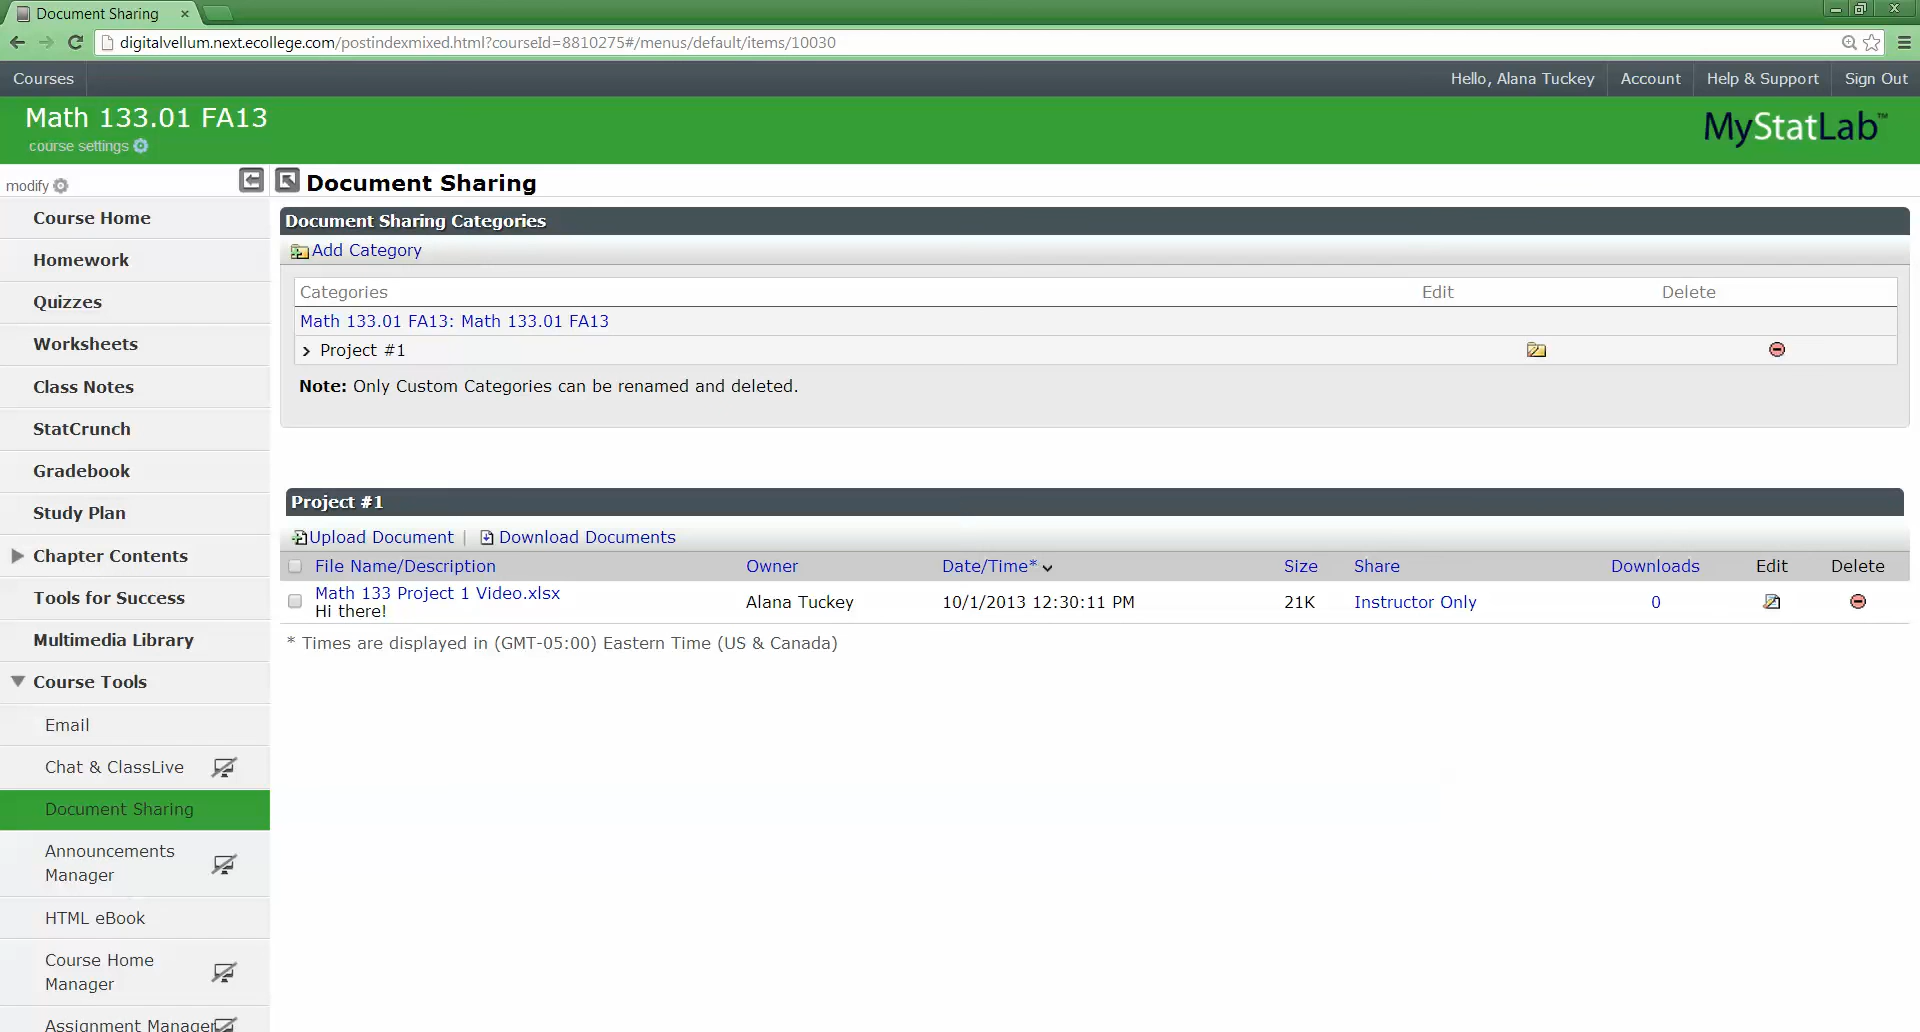 Document Sharing
digitalvellum.next.ecollege.com/postindexmixed.html?courseId=8810275#/menus/default/items/10030
Courses
Hello, Alana Tuckey
Account
Help & Support
Sign Out
Math 133.01 FA13
course settings
MyStatLab™
modify
Course Home
Homework
Quizzes
Worksheets
Class Notes
StatCrunch
Gradebook
Study Plan
Chapter Contents
Tools for Success
Multimedia Library
Course Tools
Email
Chat & ClassLive
Document Sharing
Announcements
Manager
HTML eBook
Course Home
Manager
Assignment Manager
Document Sharing
Document Sharing Categories
Add Category
Categories Edit Delete
Math 133.01 FA13: Math 133.01 FA13
Project #1
Note: Only Custom Categories can be renamed and deleted.
Project #1
Upload Document | Download Documents
File Name/Description Owner Date/Time* Size Share Downloads Edit Delete
Math 133 Project 1 Video.xlsx
Hi there!
Alana Tuckey 10/1/2013 12:30:11 PM 21K Instructor Only 0
* Times are displayed in (GMT-05:00) Eastern Time (US & Canada)